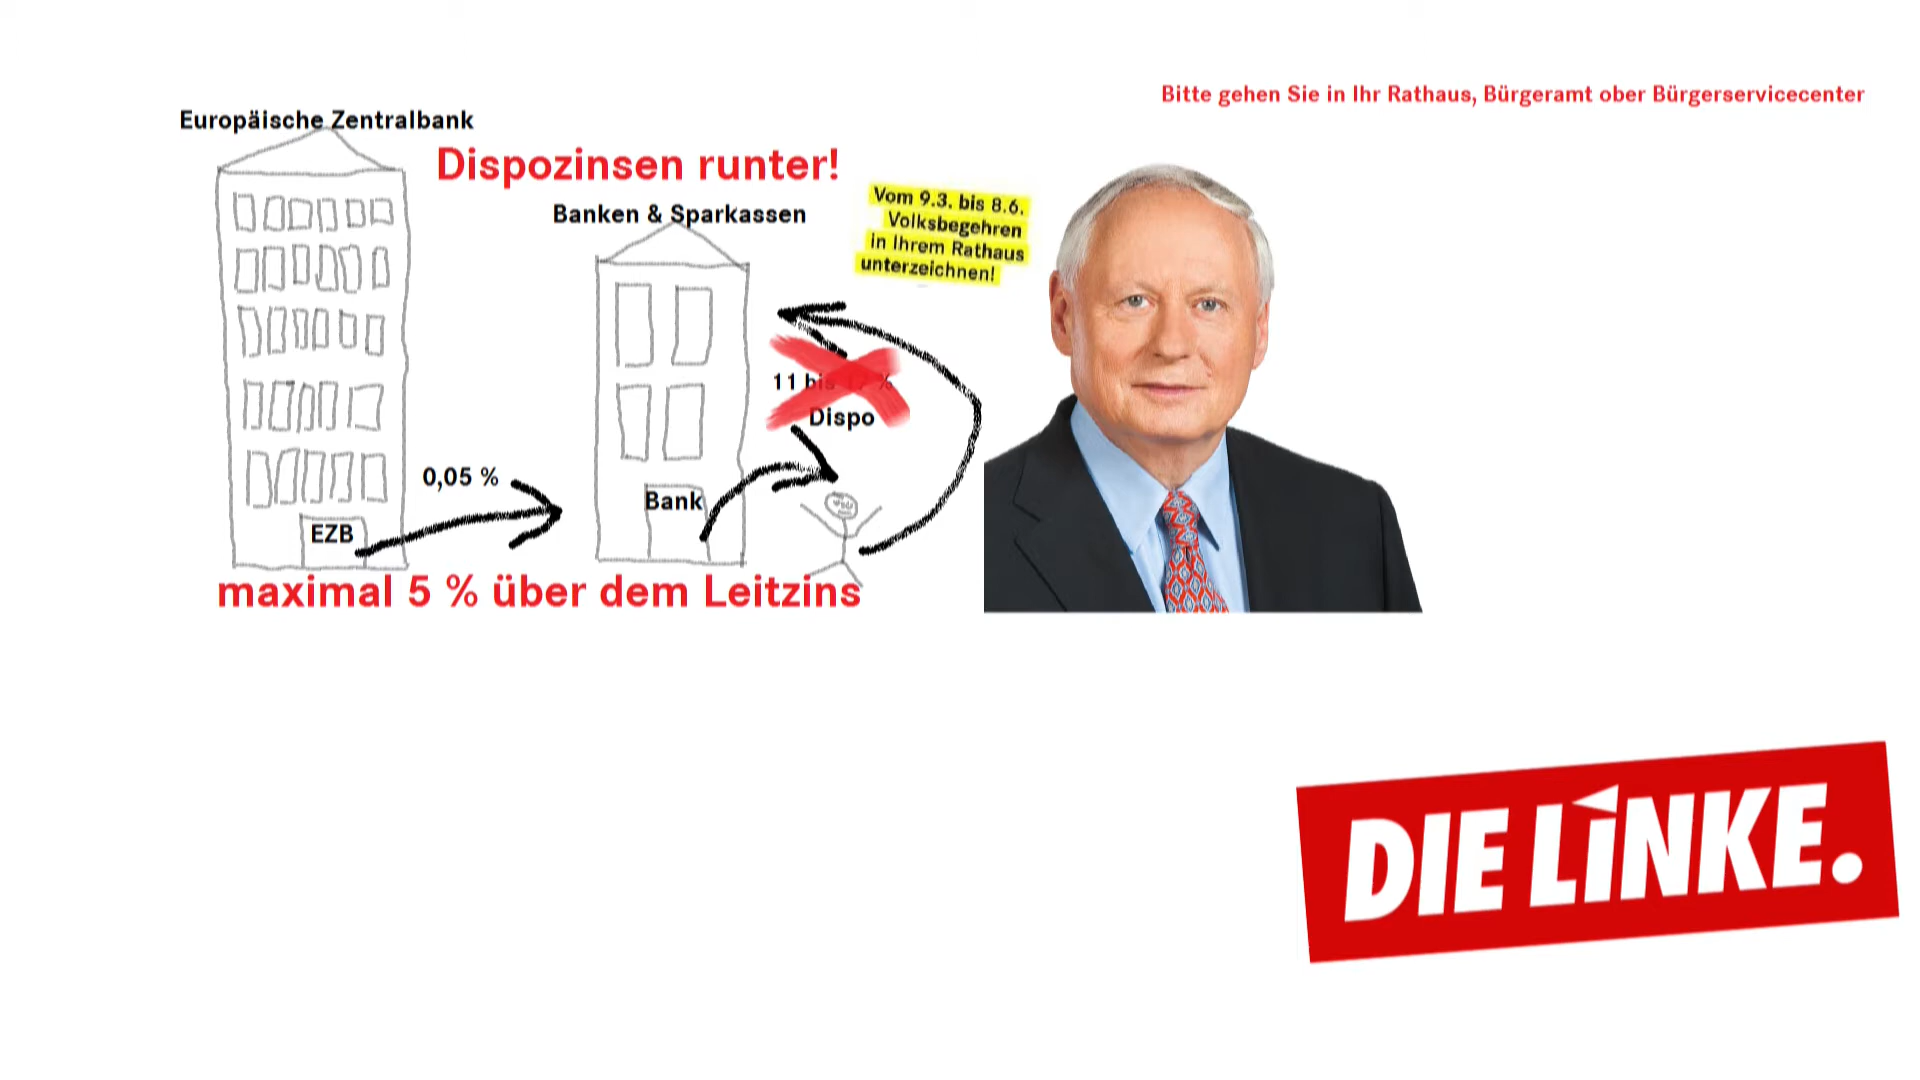 Bitte gehen Sie in Ihr Rathaus, Bürgeramt ober Bürgerservicecenter
Europäische Zentralbank
Dispozinsen runter!
Banken & Sparkassen
Vom 9.3. bis 8.6.
Volksbegehren
in Ihrem Rathaus
unterzeichnen!
11 bis 12 %
Dispo
0,05 %
Bank
EZB
maximal 5 % über dem Leitzins
DIE LINKE.